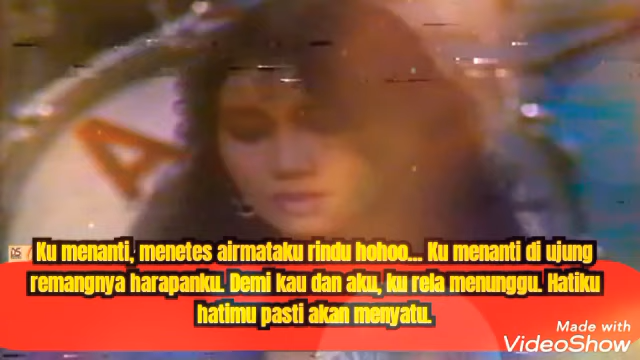 A
Ku menanti, menetes airmataku rindu hohoo... Ku menanti di ujung
remangnya harapanku. Demi kau dan aku, ku rela menunggu. Hatiku
hatimu pasti akan menyatu.
Made with
VideoShow